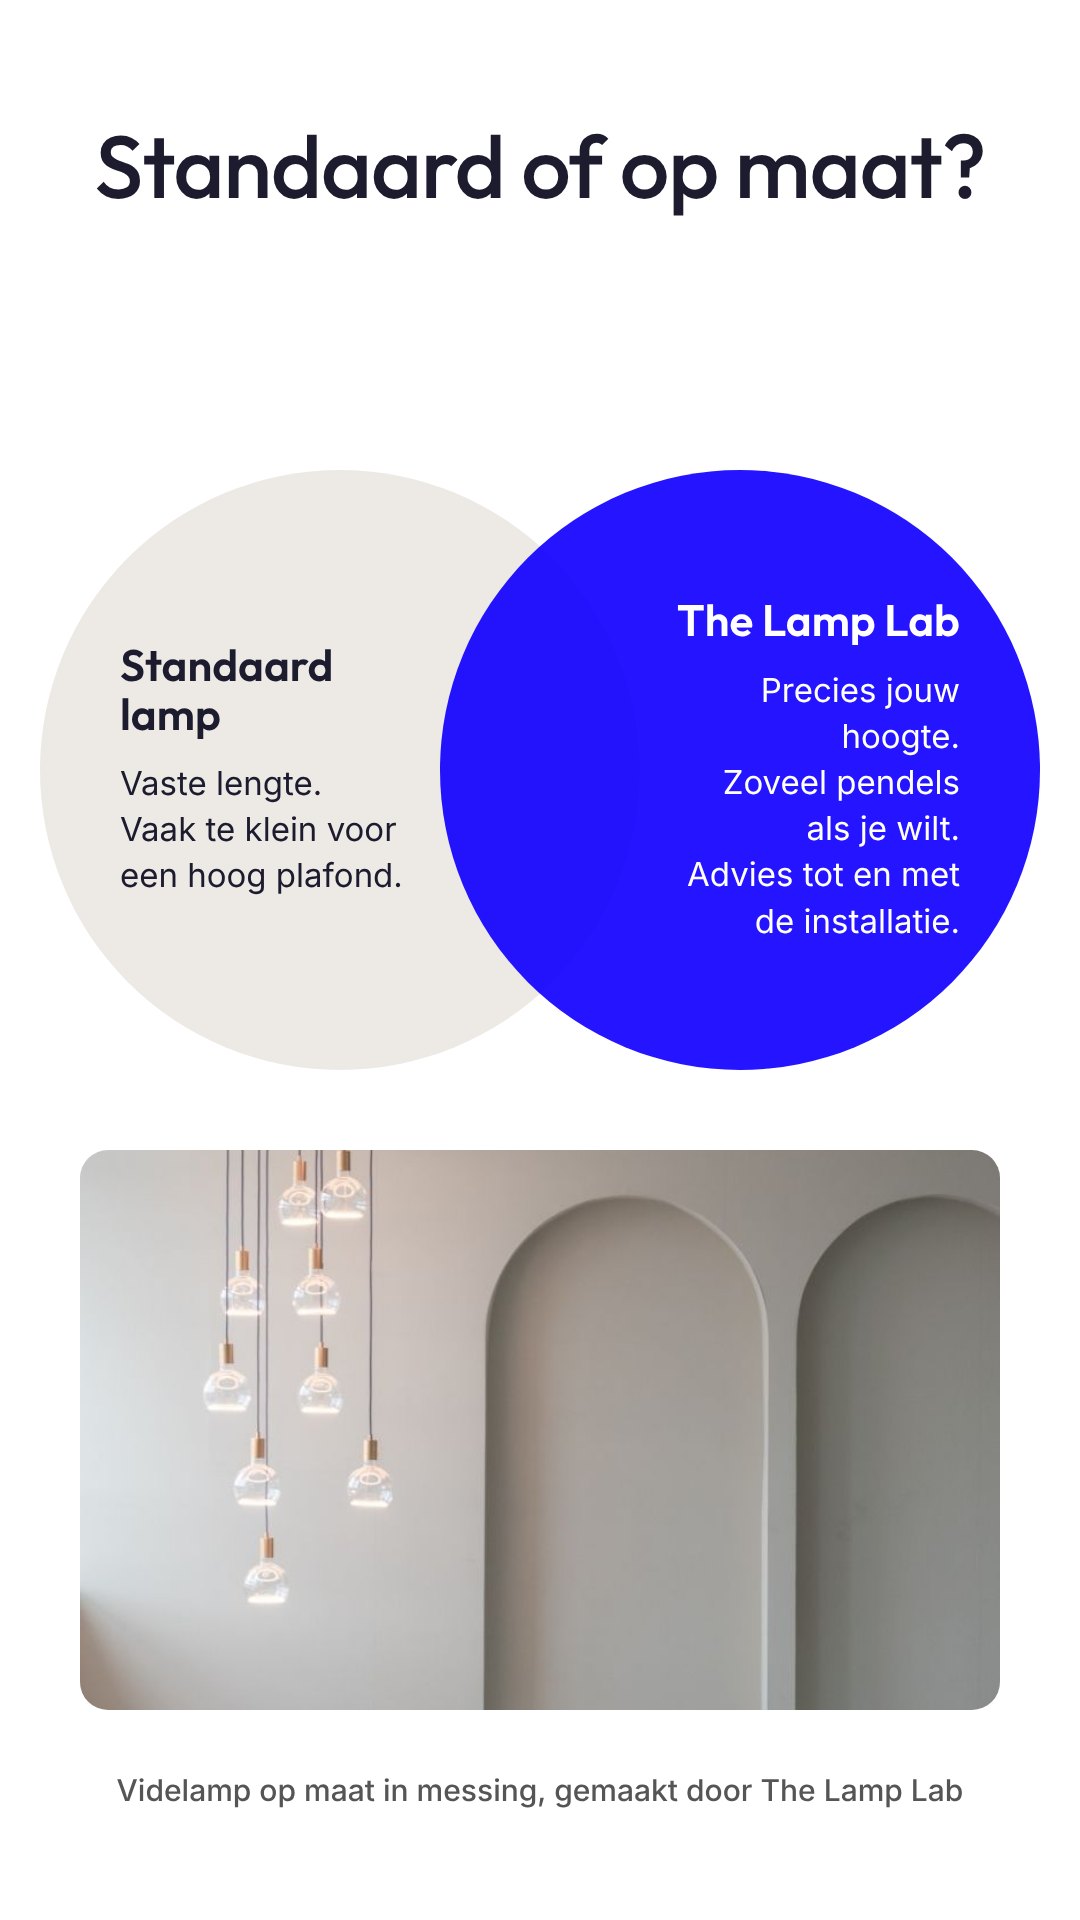 Standaard of op maat?
Standaard
lamp
Vaste lengte.
Vaak te klein voor
een hoog plafond.
The Lamp Lab
Precies jouw
hoogte.
Zoveel pendels
als je wilt.
Advies tot en met
de installatie.
Videlamp op maat in messing, gemaakt door The Lamp Lab